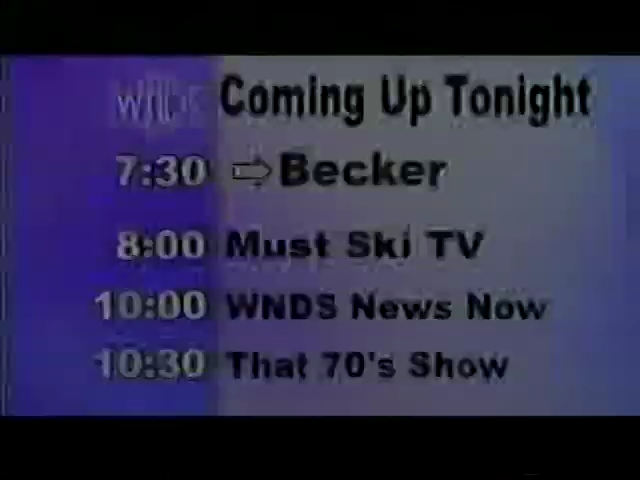 WNDS Coming Up Tonight
7:30 ⇨Becker
8:00 Must Ski TV
10:00 WNDS News Now
10:30 That 70's Show